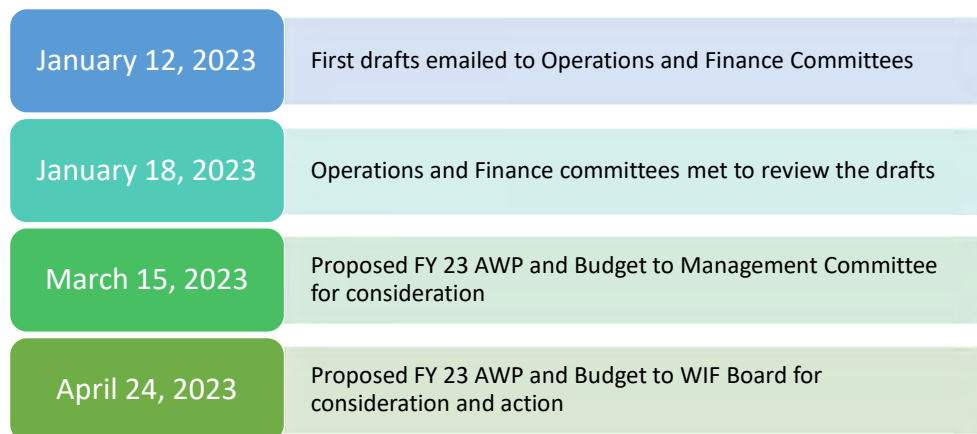 January 12, 2023
First drafts emailed to Operations and Finance Committees
January 18, 2023
Operations and Finance committees met to review the drafts
March 15, 2023
Proposed FY 23 AWP and Budget to Management Committee
for consideration
April 24, 2023
Proposed FY 23 AWP and Budget to WIF Board for
consideration and action